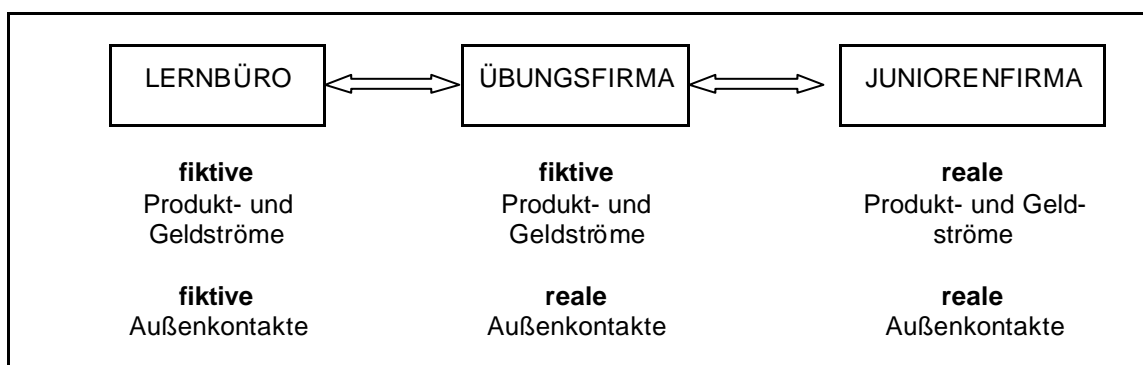 LERNBÜRO
ÜBUNGSFIRMA
JUNIORENFIRMA
fiktive
Produkt- und
Geldströme
fiktive
Produkt- und
Geldströme
reale
Produkt- und Geld-
ströme
fiktive
Außenkontakte
reale
Außenkontakte
reale
Außenkontakte